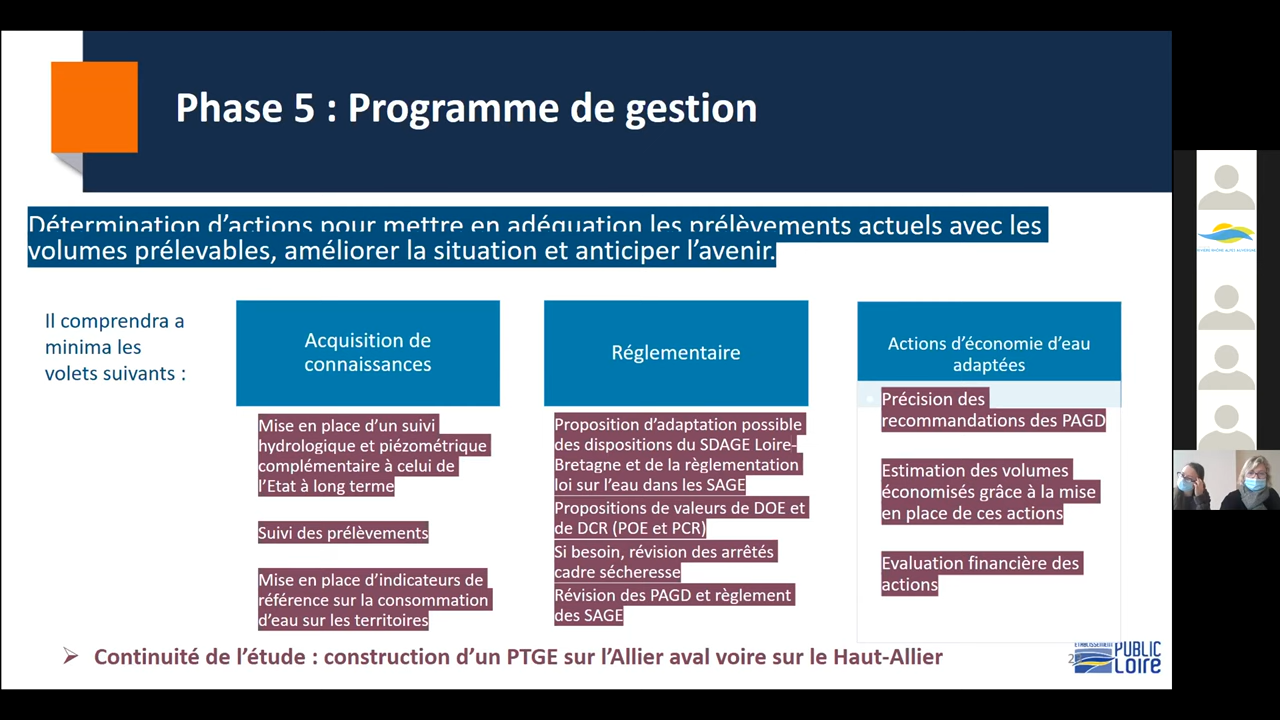 Phase 5 : Programme de gestion
Détermination d’actions pour mettre en adéquation les prélèvements actuels avec les
volumes prélevables, améliorer la situation et anticiper l’avenir.
Il comprendra a
minima les
volets suivants :
Acquisition de
connaissances
Mise en place d’un suivi
hydrologique et piézométrique
complémentaire à celui de
l’Etat à long terme
Suivi des prélèvements
Mise en place d’indicateurs de
référence sur la consommation
d’eau sur les territoires
Réglementaire
Proposition d’adaptation possible
des dispositions du SDAGE Loire-
Bretagne et de la règlementation
loi sur l’eau dans les SAGE
Propositions de valeurs de DOE et
de DCR (POE et PCR)
Si besoin, révision des arrêtés
cadre sécheresse
Révision des PAGD et règlement
des SAGE
Actions d’économie d’eau
adaptées
Précision des
recommandations des PAGD
Estimation des volumes
économisés grâce à la mise
en place de ces actions
Evaluation financière des
actions
Continuité de l’étude : construction d’un PTGE sur l’Allier aval voire sur le Haut-Allier
ETABLISSEMENT
PUBLIC
LOIRE